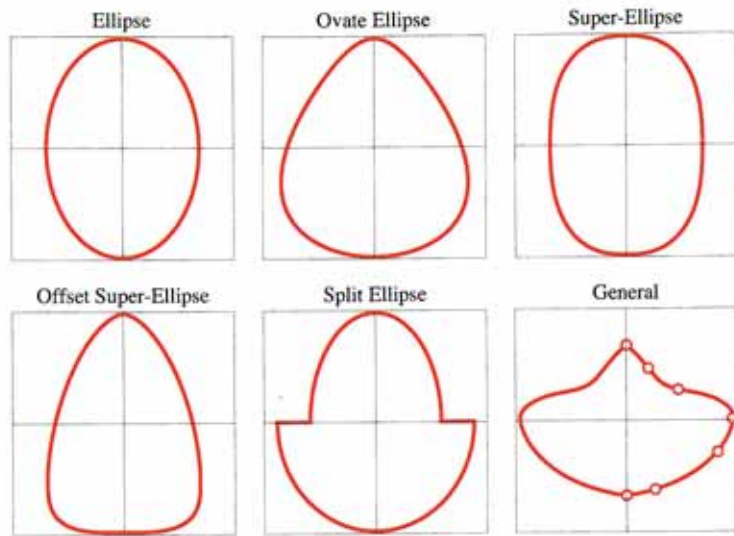 Ellipse
Ovate Ellipse
Super-Ellipse
Offset Super-Ellipse
Split Ellipse
General